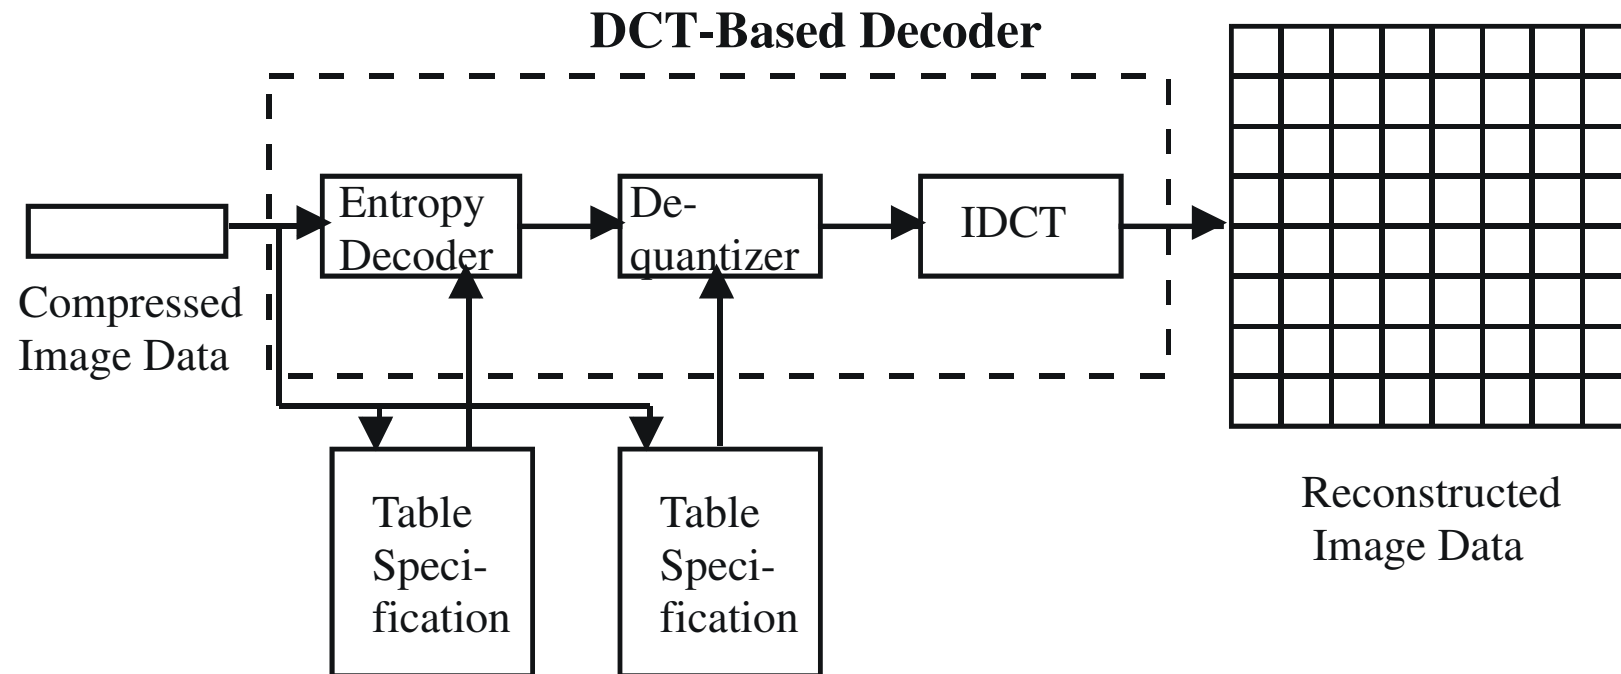 DCT-Based Decoder
Entropy
Decoder
De-
quantizer
IDCT
Compressed
Image Data
Table
Speci-
fication
Table
Speci-
fication
Reconstructed
Image Data